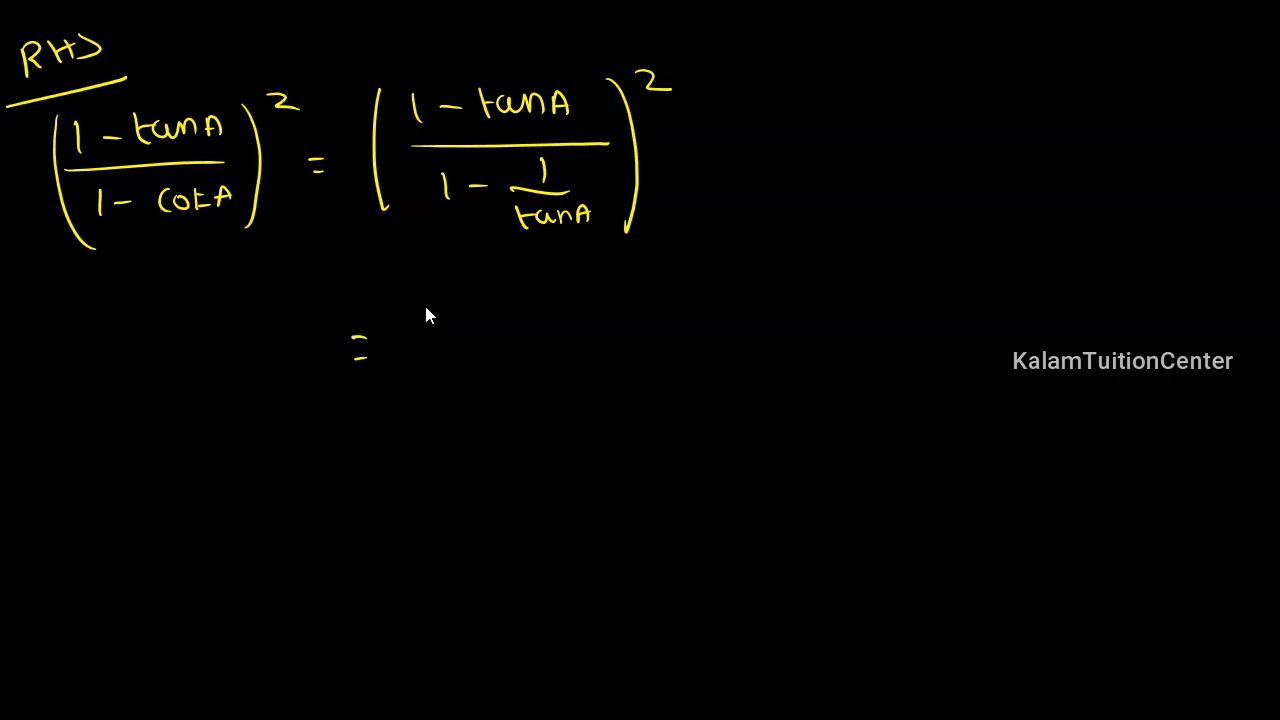 RHS
(1 - tanA / 1 - cotA)² = (1 - tanA / 1 - 1/tanA)²
=
KalamTuitionCenter